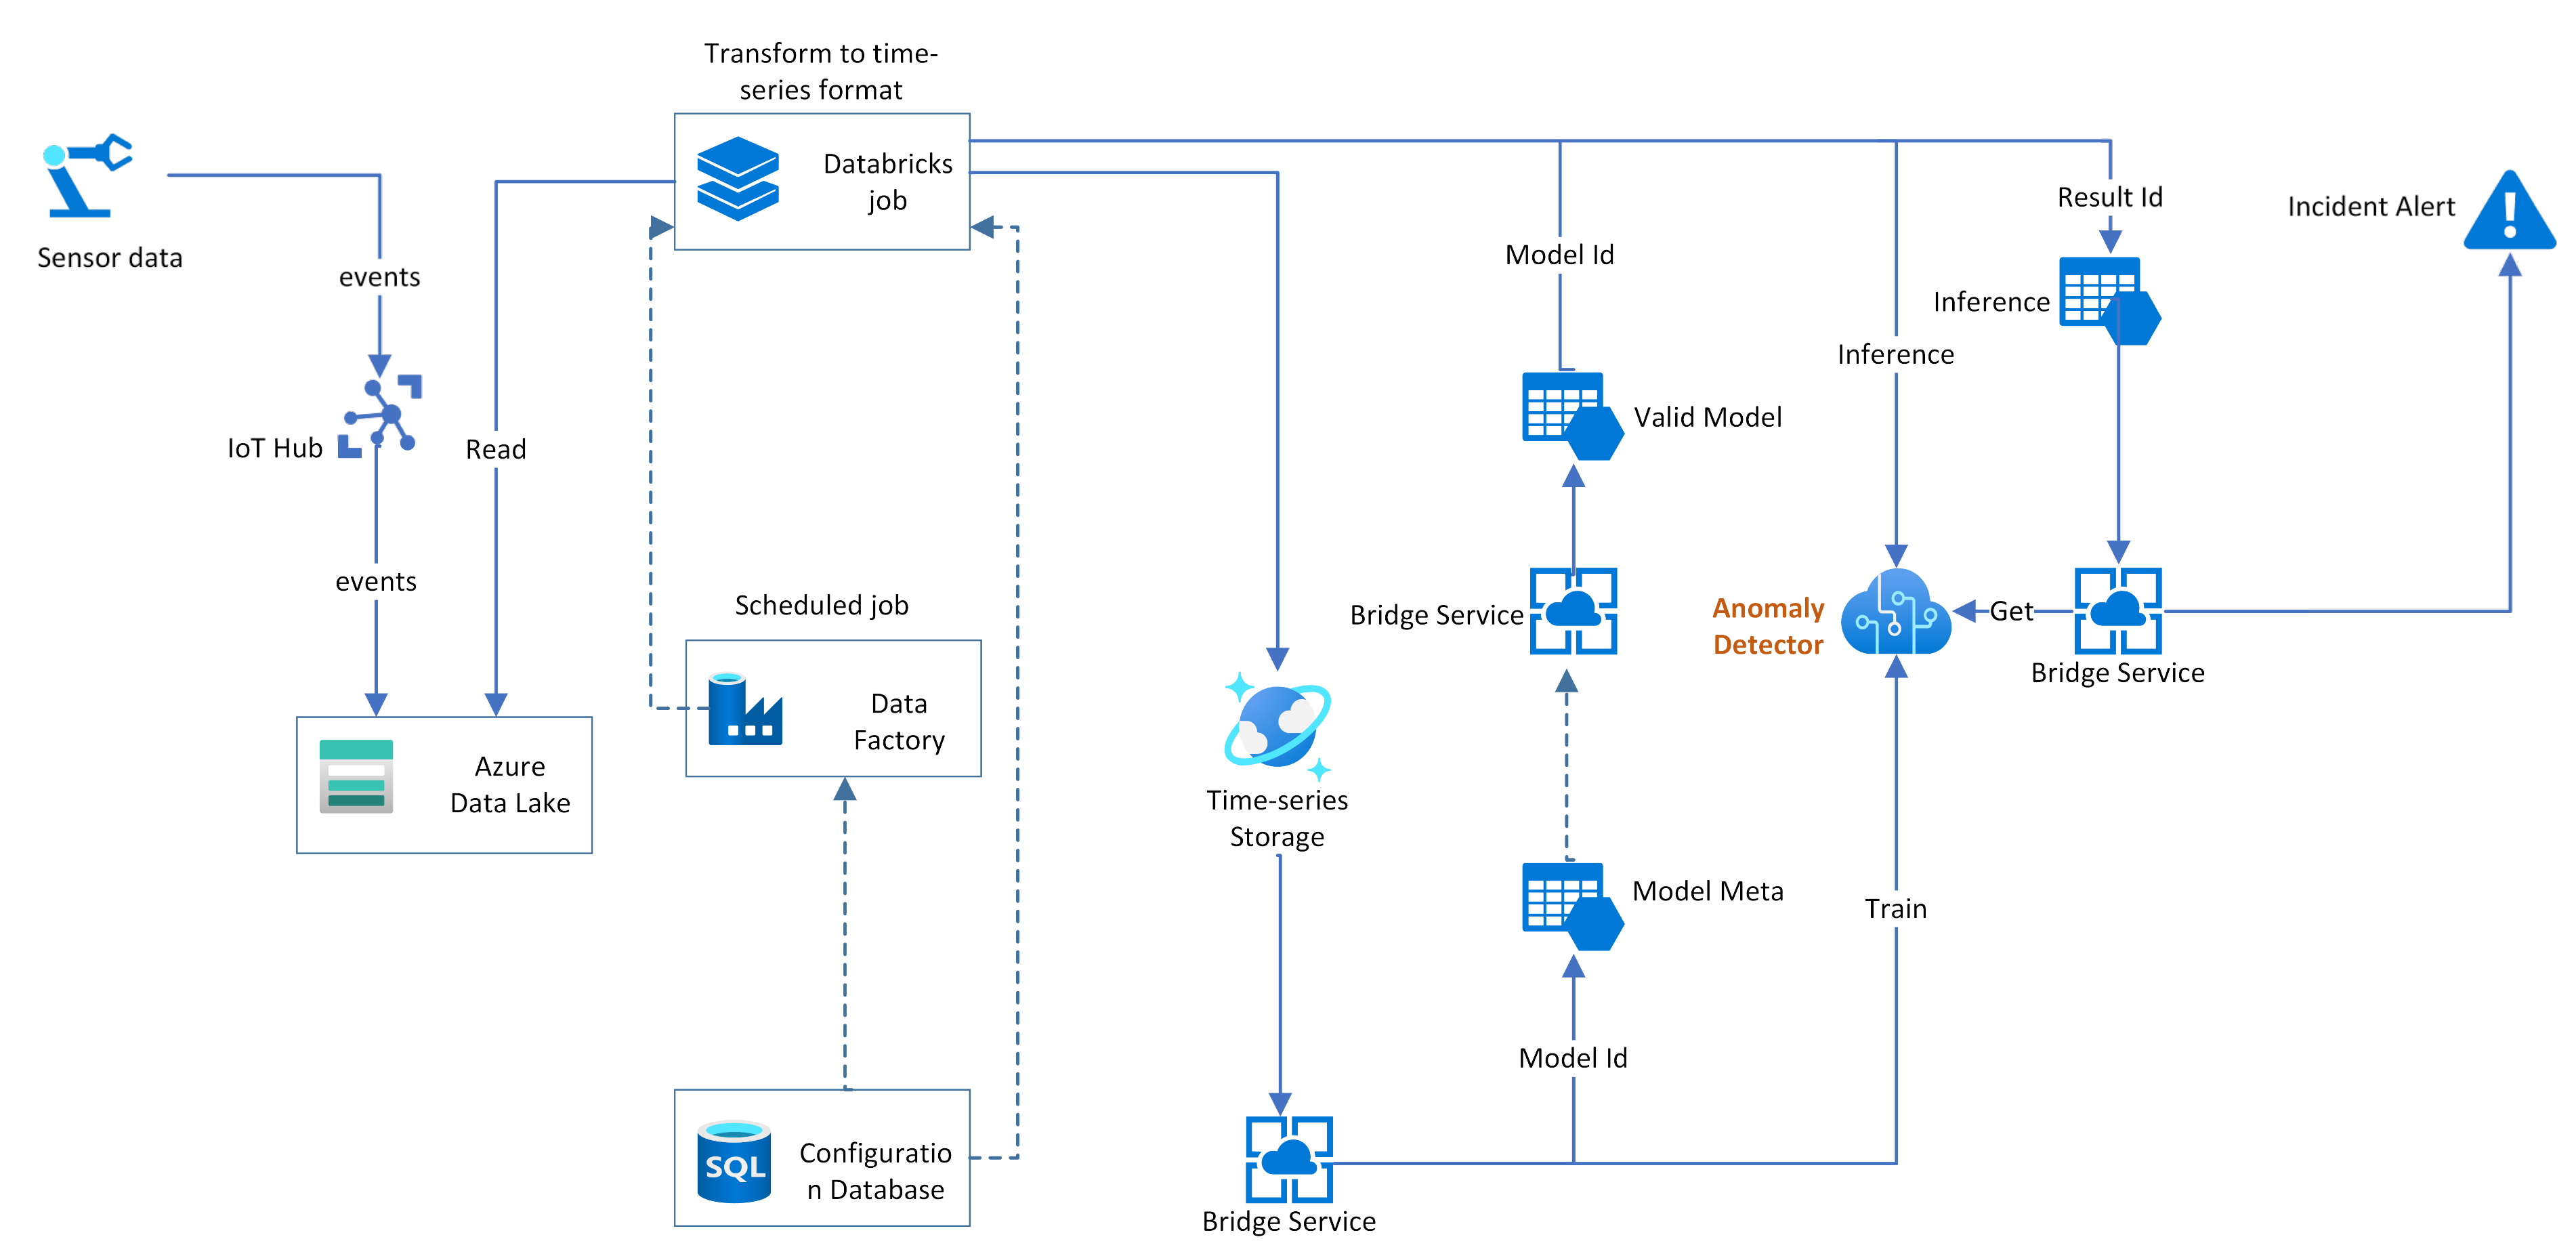 Transform to time-
series format
Databricks
job
Sensor data
events
IoT Hub
events
Read
Azure
Data Lake
Scheduled job
Data
Factory
SQL
Configuratio
n Database
Time-series
Storage
Bridge Service
Model Id
Valid Model
Bridge Service
Model Meta
Model Id
Inference
Anomaly
Detector
Train
Result Id
Inference
Get
Bridge Service
Incident Alert